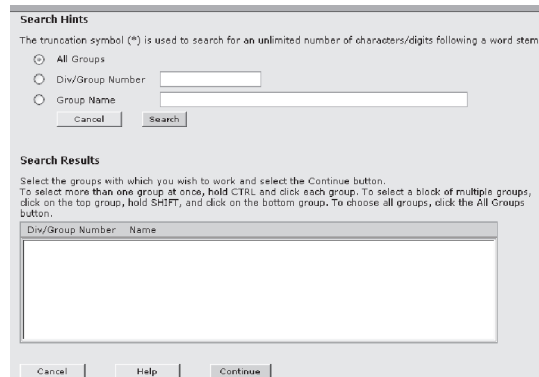 Search Hints
The truncation symbol (*) is used to search for an unlimited number of characters/digits following a word stem
All Groups
Div/Group Number
Group Name
Cancel Search
Search Results
Select the groups with which you wish to work and select the Continue button.
To select more than one group at once, hold CTRL and click each group. To select a block of multiple groups,
click on the top group, hold SHIFT, and click on the bottom group. To choose all groups, click the All Groups
button.
Div/Group Number Name
Cancel Help Continue